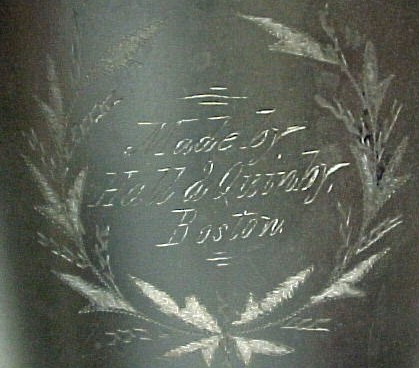 Made by
Hall & Quinby,
Boston.